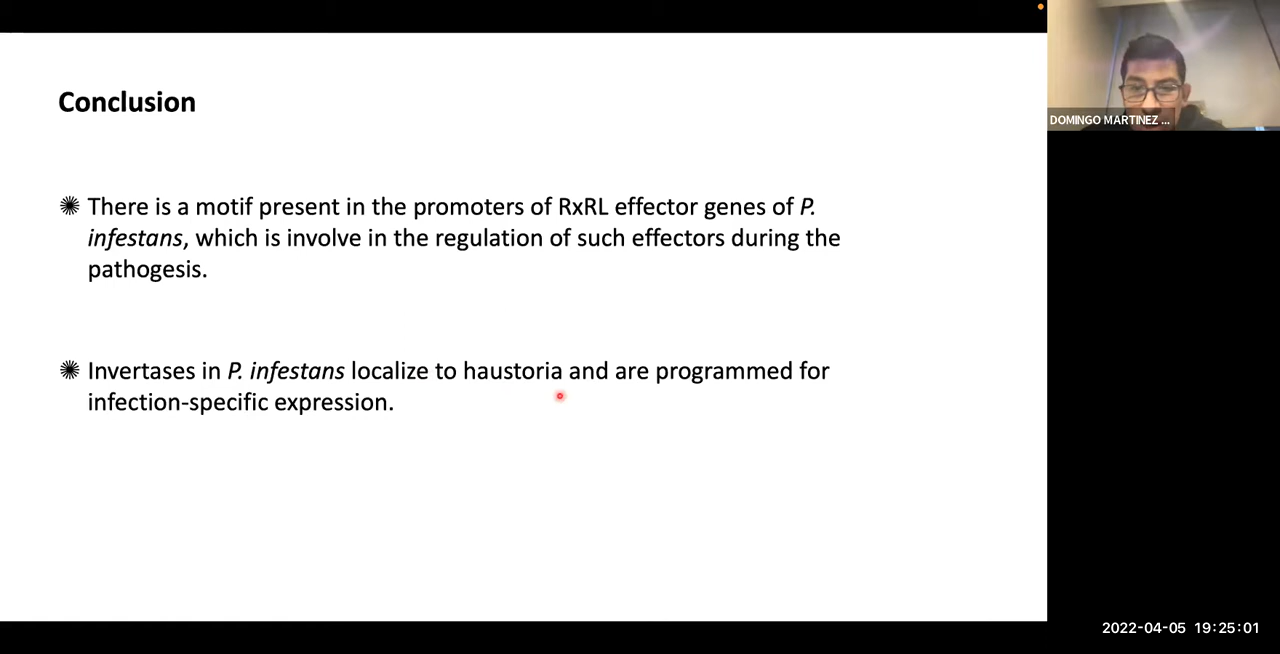 Conclusion
There is a motif present in the promoters of RxRL effector genes of P.
infestans, which is involve in the regulation of such effectors during the
pathogesis.
Invertases in P. infestans localize to haustoria and are programmed for
infection-specific expression.
DOMINGO MARTINEZ ...
2022-04-05 19:25:01